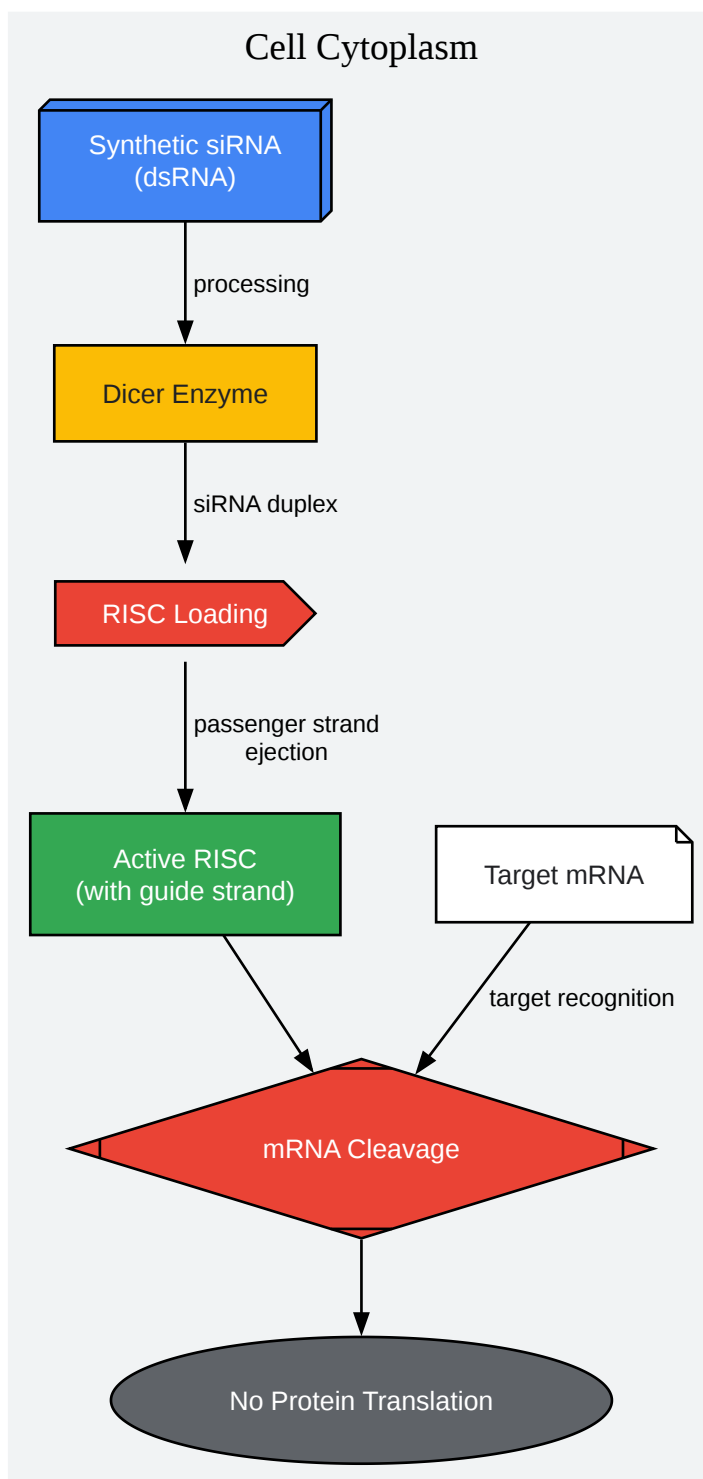 Cell Cytoplasm
Synthetic siRNA
(dsRNA)
processing
Dicer Enzyme
siRNA duplex
RISC Loading
passenger strand
ejection
Active RISC
(with guide strand)
Target mRNA
target recognition
mRNA Cleavage
No Protein Translation